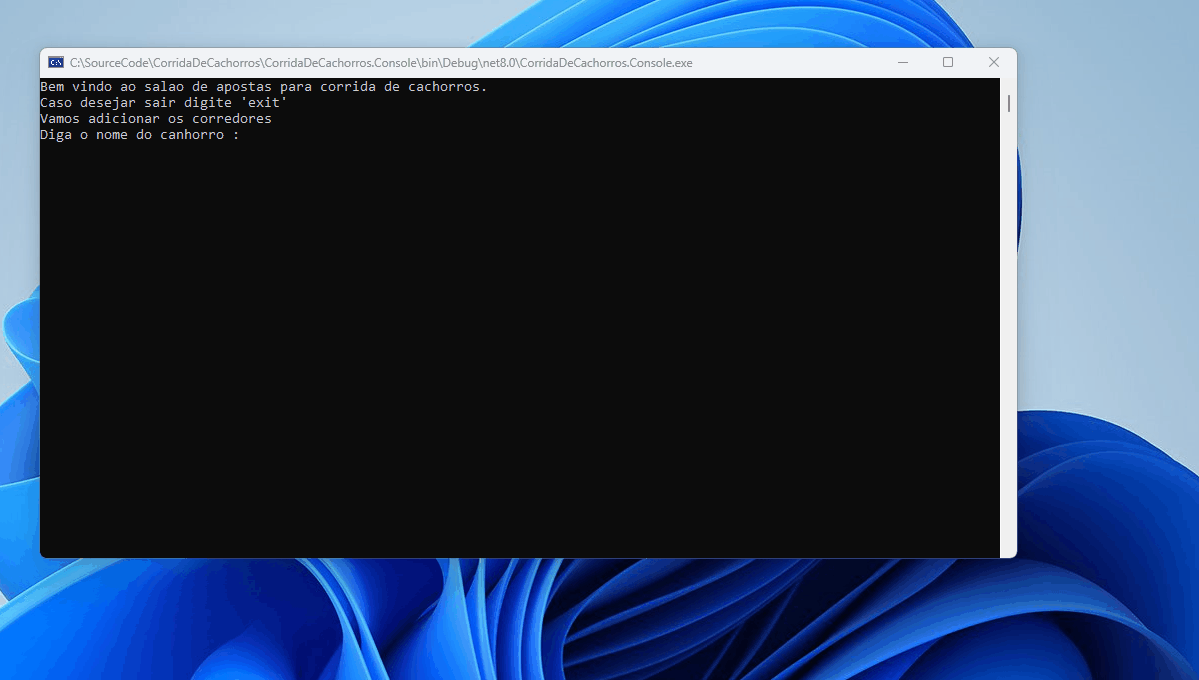 C:\SourceCode\CorridaDeCachorros\CorridaDeCachorros.Console\bin\Debug\net8.0\CorridaDeCachorros.Console.exe
Bem vindo ao salao de apostas para corrida de cachorros.
Caso desejar sair digite 'exit'
Vamos adicionar os corredores
Diga o nome do canhorro :